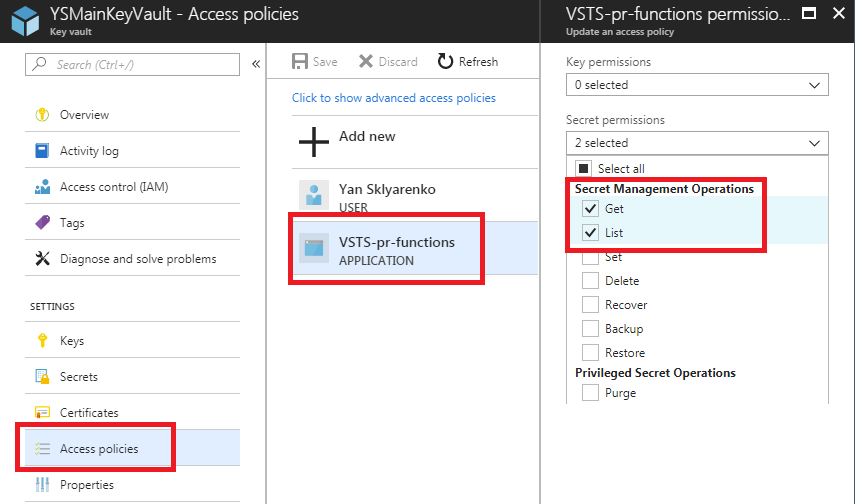 YSMainKeyVault - Access policies
Key vault
Search (Ctrl+/)
Overview
Activity log
Access control (IAM)
Tags
Diagnose and solve problems
SETTINGS
Keys
Secrets
Certificates
Access policies
Properties
Save
Discard
Refresh
Click to show advanced access policies
Add new
Yan Sklyarenko
USER
VSTS-pr-functions
APPLICATION
VSTS-pr-functions permissio...
Update an access policy
Key permissions
0 selected
Secret permissions
2 selected
Select all
Secret Management Operations
Get
List
Set
Delete
Recover
Backup
Restore
Privileged Secret Operations
Purge